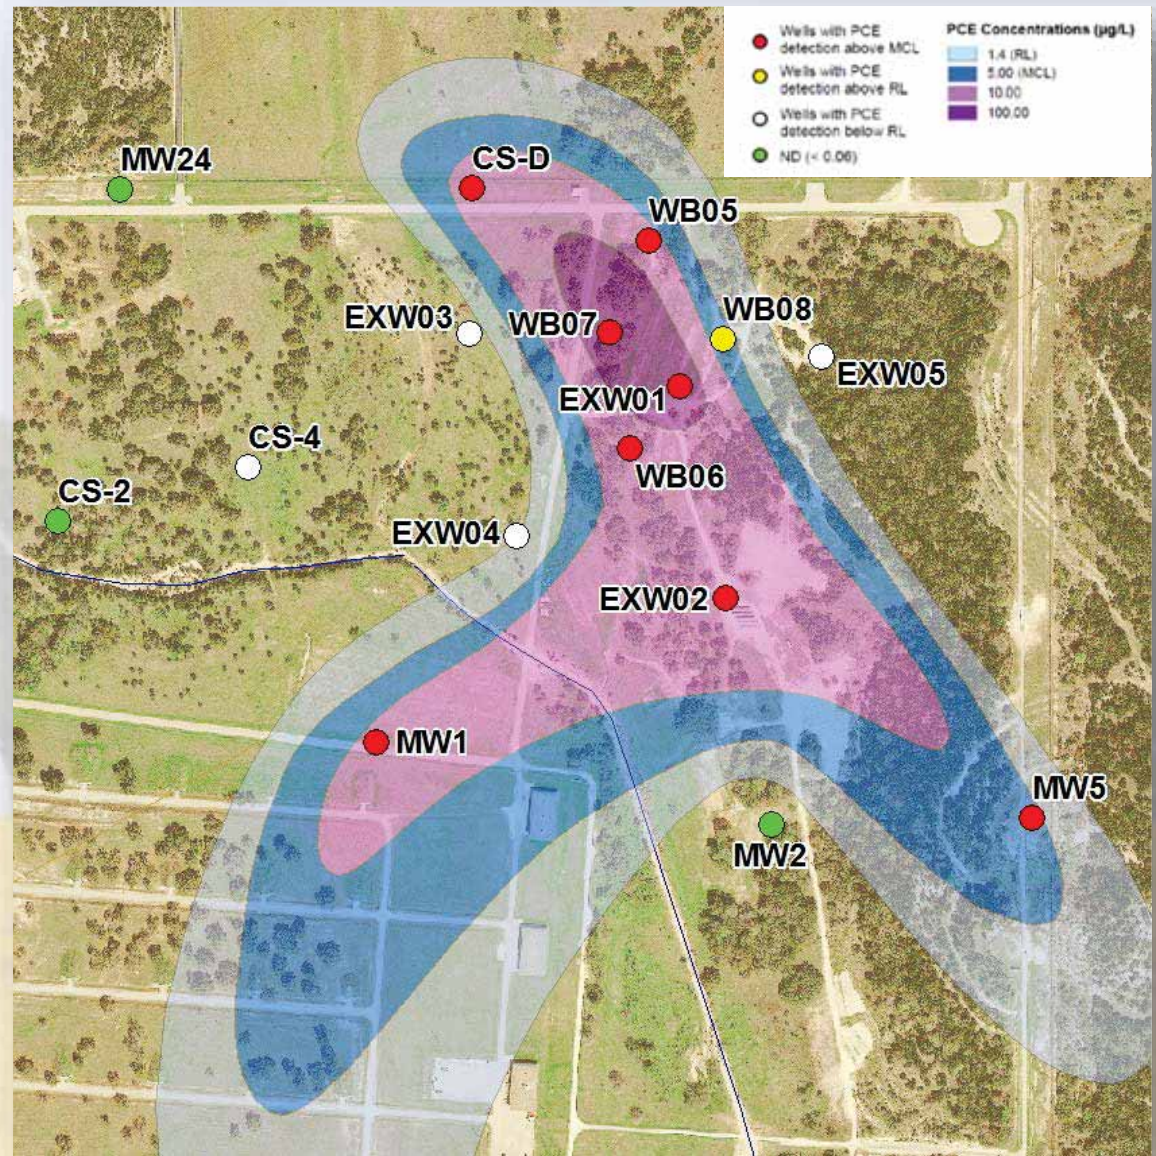 Wells with PCE
detection above MCL
Wells with PCE
detection above RL
Wells with PCE
detection below RL
ND (< 0.06)
PCE Concentrations (µg/L)
1.4 (RL)
5.00 (MCL)
10.00
100.00
MW24
CS-D
WB05
EXW03
WB07
WB08
EXW05
EXW01
CS-4
WB06
CS-2
EXW04
EXW02
MW1
MW5
MW2